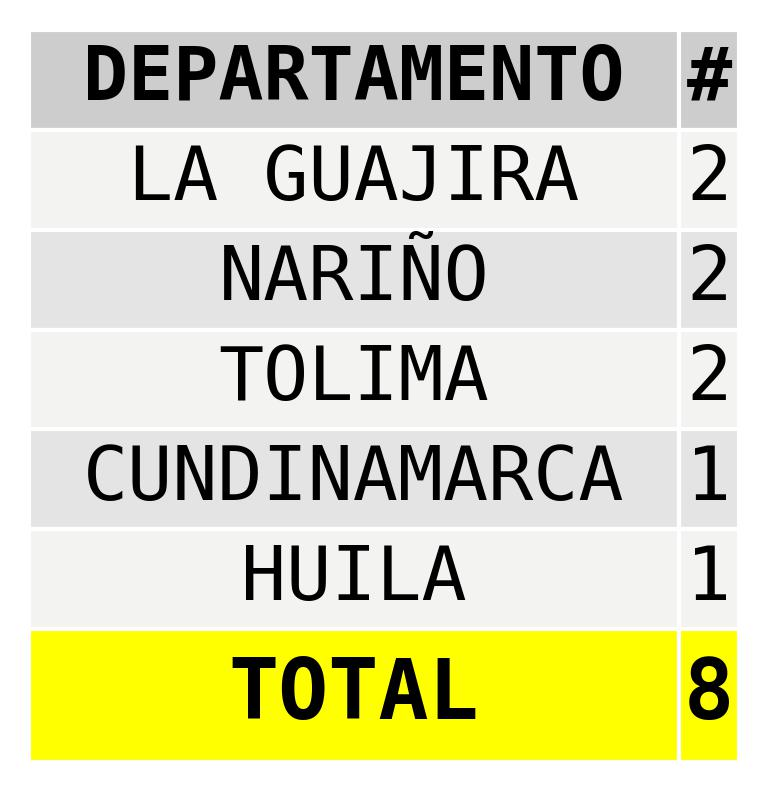 DEPARTAMENTO #
LA GUAJIRA 2
NARIÑO 2
TOLIMA 2
CUNDINAMARCA 1
HUILA 1
TOTAL 8